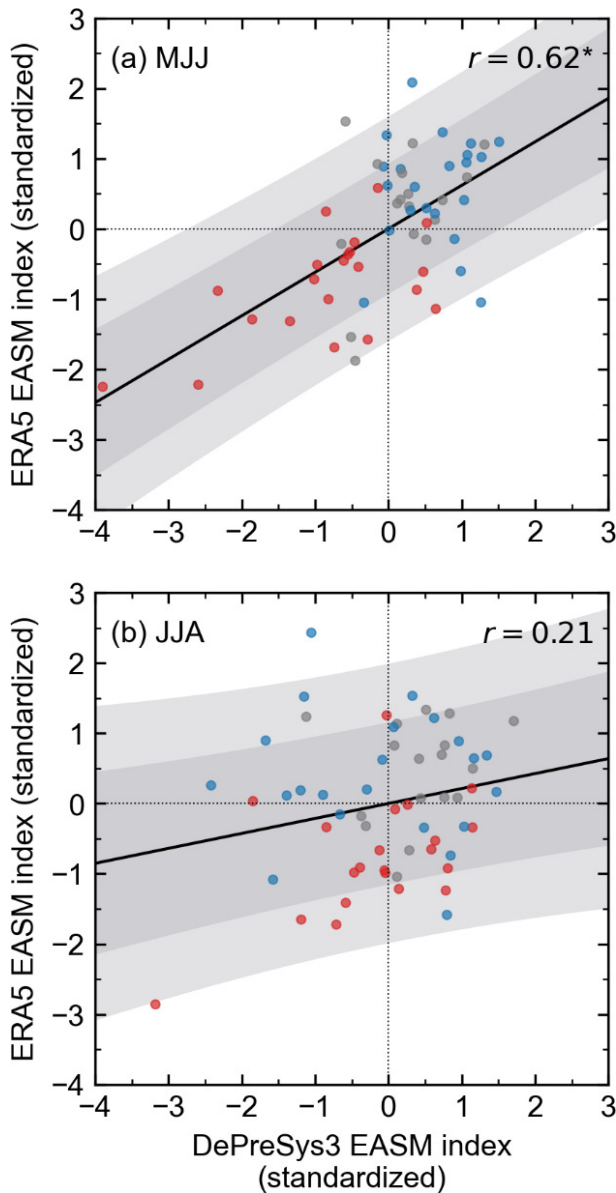 (a) MJJ
r = 0.62*
ERA5 EASM index (standardized)
3
2
1
0
−1
−2
−3
−4
−4 −3 −2 −1 0 1 2 3
(b) JJA
r = 0.21
ERA5 EASM index (standardized)
3
2
1
0
−1
−2
−3
−4
−4 −3 −2 −1 0 1 2 3
DePreSys3 EASM index
(standardized)